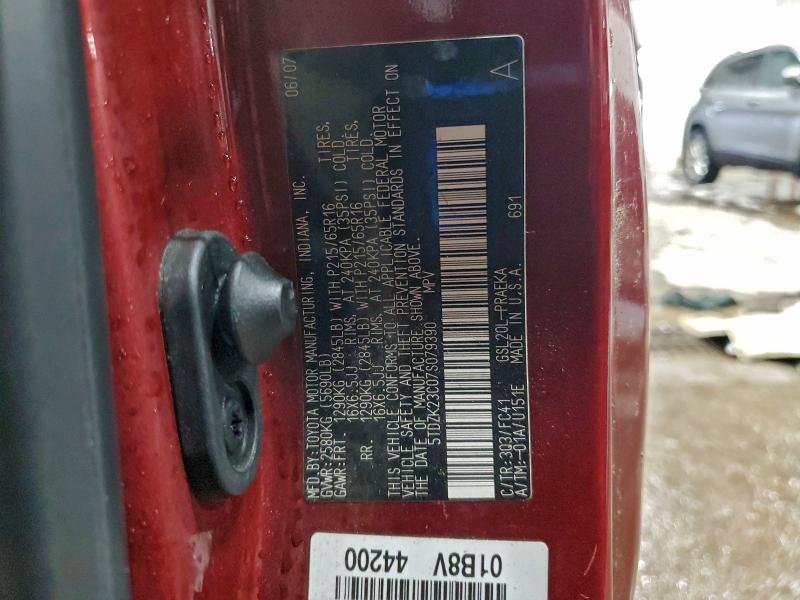 MFD.BY:TOYOTA MOTOR MANUFACTURING, INDIANA, INC. 06/07
GVWR:2580KG (5690LB)
GAWR:FRT. 1290KG (2845LB) WITH P215/65R16 TIRES,
16X6.5JJ RIMS, AT 240KPA (35PSI) COLD.
RR. 1290KG (2845LB) WITH P215/65R16 TIRES,
16X6.5JJ RIMS, AT 240KPA (35PSI) COLD.
THIS VEHICLE CONFORMS TO ALL APPLICABLE FEDERAL MOTOR
VEHICLE SAFETY AND THEFT PREVENTION STANDARDS IN EFFECT ON
THE DATE OF MANUFACTURE SHOWN ABOVE.
5TDZK23C07S079390 MPV
A
C/TR:3Q3/FC41 GSL20L-PRAEKA 691
A/TM:-01A/U151E MADE IN U.S.A.
01B8V 44200